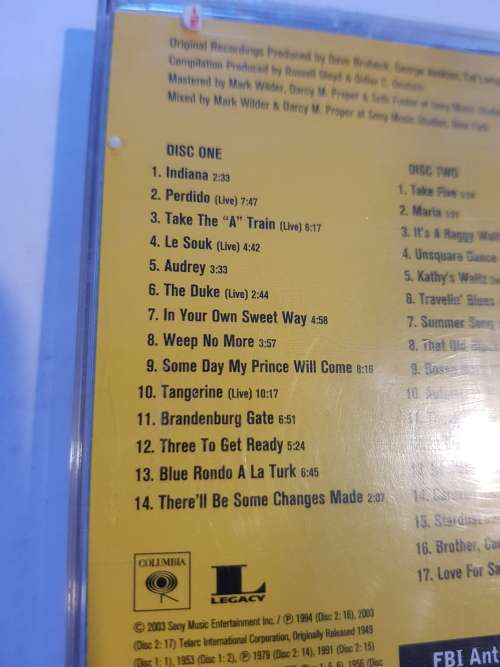 Original Recordings Produced by Dave Brubeck, George Avakian, Cal
Compilation Produced by Russell Gloyd & Didier C. Deutsch
Mastered by Mark Wilder, Darcy M. Proper & Seth Foster at Sony Music
Mixed by Mark Wilder & Darcy M. Proper at Sony Music Studios, New York
DISC ONE
1. Indiana 2:33
2. Perdido (Live) 7:47
3. Take The "A" Train (Live) 6:17
4. Le Souk (Live) 4:42
5. Audrey 3:33
6. The Duke (Live) 2:44
7. In Your Own Sweet Way 4:58
8. Weep No More 3:57
9. Some Day My Prince Will Come 8:16
10. Tangerine (Live) 10:17
11. Brandenburg Gate 6:51
12. Three To Get Ready 5:24
13. Blue Rondo A La Turk 6:45
14. There'll Be Some Changes Made 2:07
DISC TWO
1. Take Five
2. Maria
3. It's A Raggy
4. Unsquare Dance
5. Kathy's Waltz
6. Travelin' Blues
7. Summer Song
8. That Old
9. Bossa
10.
14.
15. Stardust
16. Brother,
17. Love For
COLUMBIA
L
LEGACY
© 2003 Sony Music Entertainment Inc. / ℗ 1994 (Disc 2: 16), 2003
(Disc 2: 17) Telarc International Corporation, Originally Released 1949
(Disc 1: 1), 1953 (Disc 1: 2), ℗ 1979 (Disc 2: 14), 1991 (Disc 2: 15)
1956 (Disc
FBI